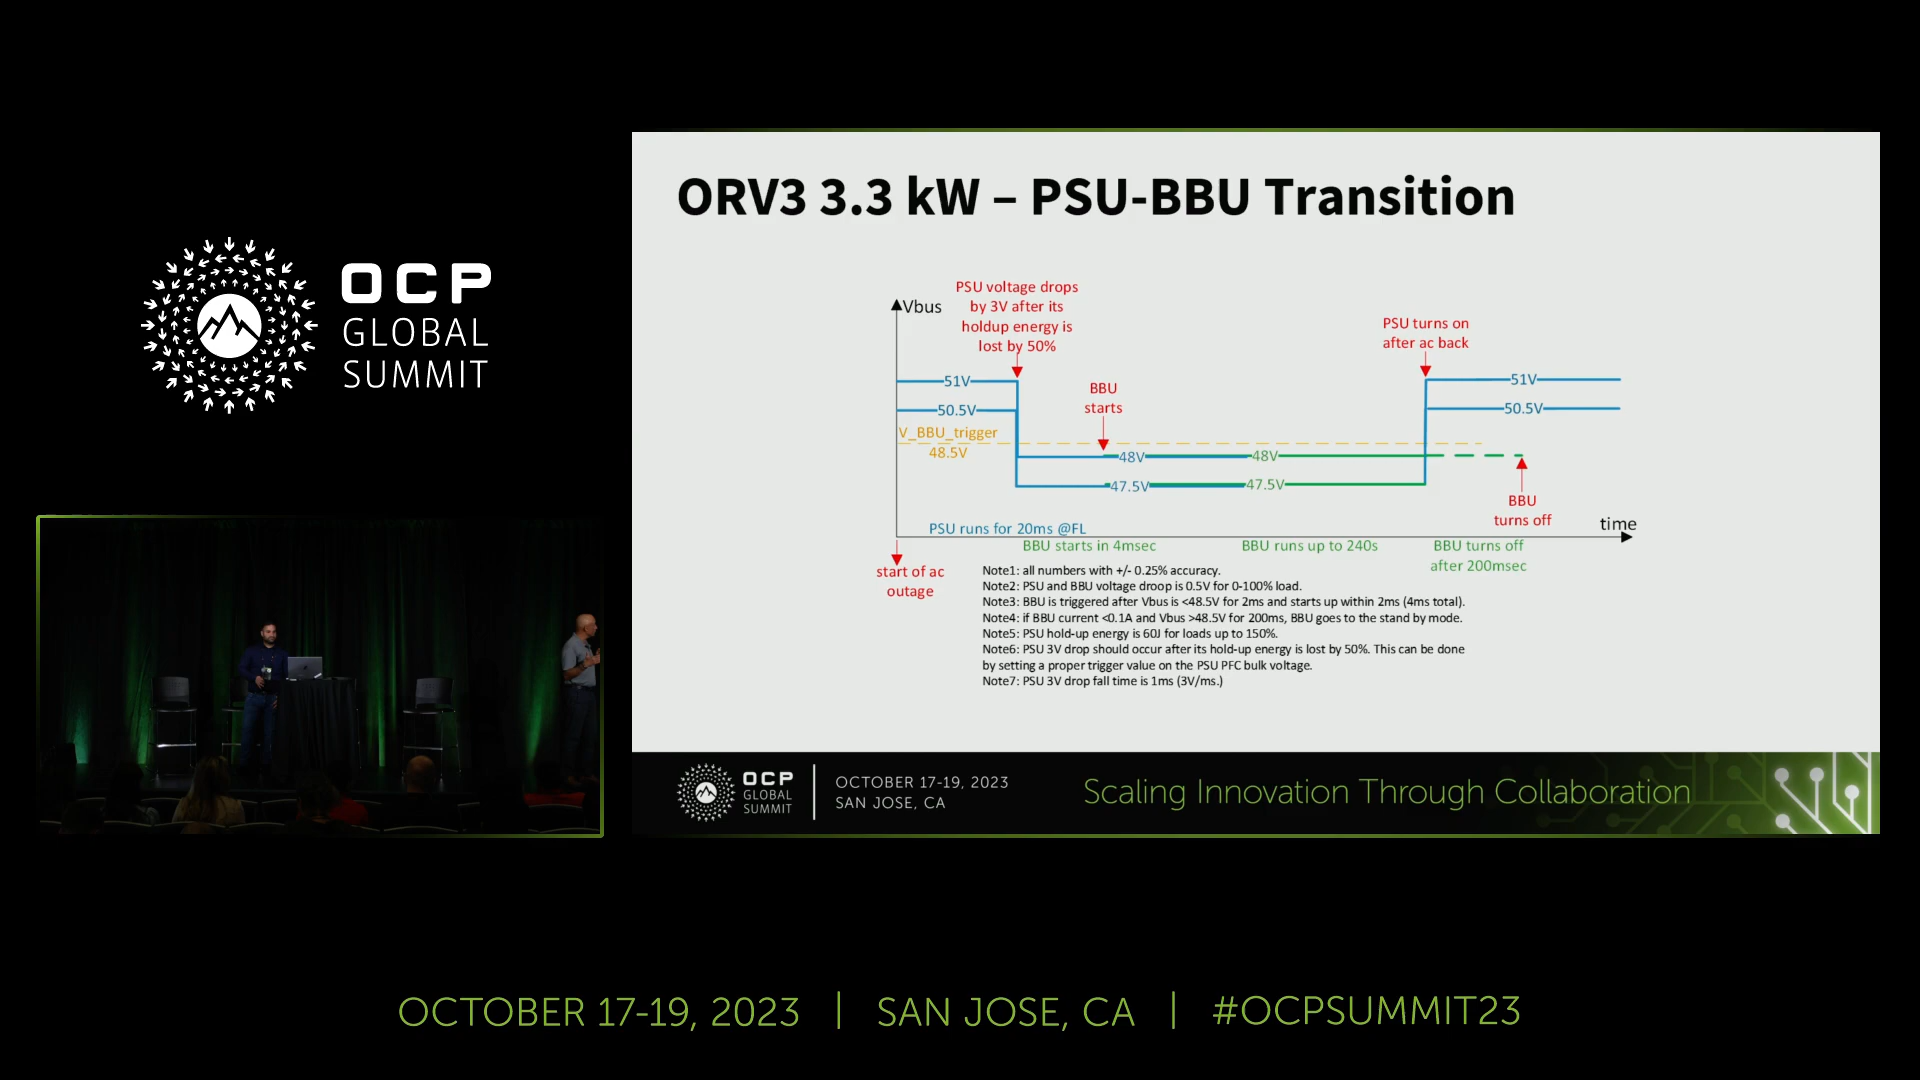 OCP
GLOBAL
SUMMIT
ORV3 3.3 kW – PSU-BBU Transition
PSU voltage drops
by 3V after its
holdup energy is
lost by 50%
Vbus
PSU turns on
after ac back
BBU
starts
51V
51V
50.5V
50.5V
V_BBU_trigger
48.5V
48V
48V
47.5V
47.5V
BBU
turns off
time
PSU runs for 20ms @FL
BBU starts in 4msec
BBU runs up to 240s
BBU turns off
after 200msec
start of ac
outage
Note1: all numbers with +/- 0.25% accuracy.
Note2: PSU and BBU voltage droop is 0.5V for 0-100% load.
Note3: BBU is triggered after Vbus is <48.5V for 2ms and starts up within 2ms (4ms total).
Note4: if BBU current <0.1A and Vbus >48.5V for 200ms, BBU goes to the stand by mode.
Note5: PSU hold-up energy is 60J for loads up to 150%.
Note6: PSU 3V drop should occur after its hold-up energy is lost by 50%. This can be done
by setting a proper trigger value on the PSU PFC bulk voltage.
Note7: PSU 3V drop fall time is 1ms (3V/ms.)
OCP
GLOBAL
SUMMIT
OCTOBER 17-19, 2023
SAN JOSE, CA
Scaling Innovation Through Collaboration
OCTOBER 17-19, 2023 | SAN JOSE, CA | #OCPSUMMIT23